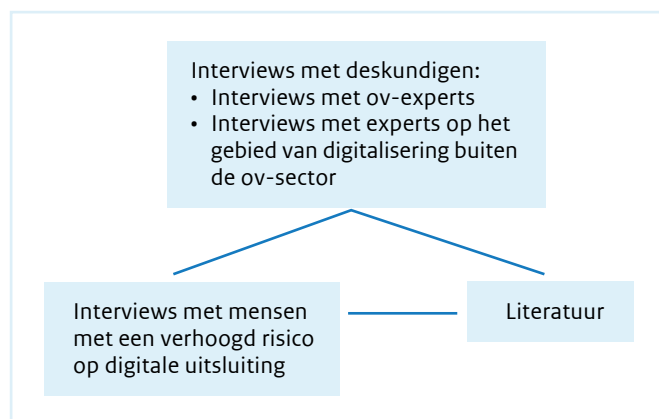 Interviews met deskundigen:
• Interviews met ov-experts
• Interviews met experts op het
gebied van digitalisering buiten
de ov-sector
Interviews met mensen
met een verhoogd risico
op digitale uitsluiting
Literatuur